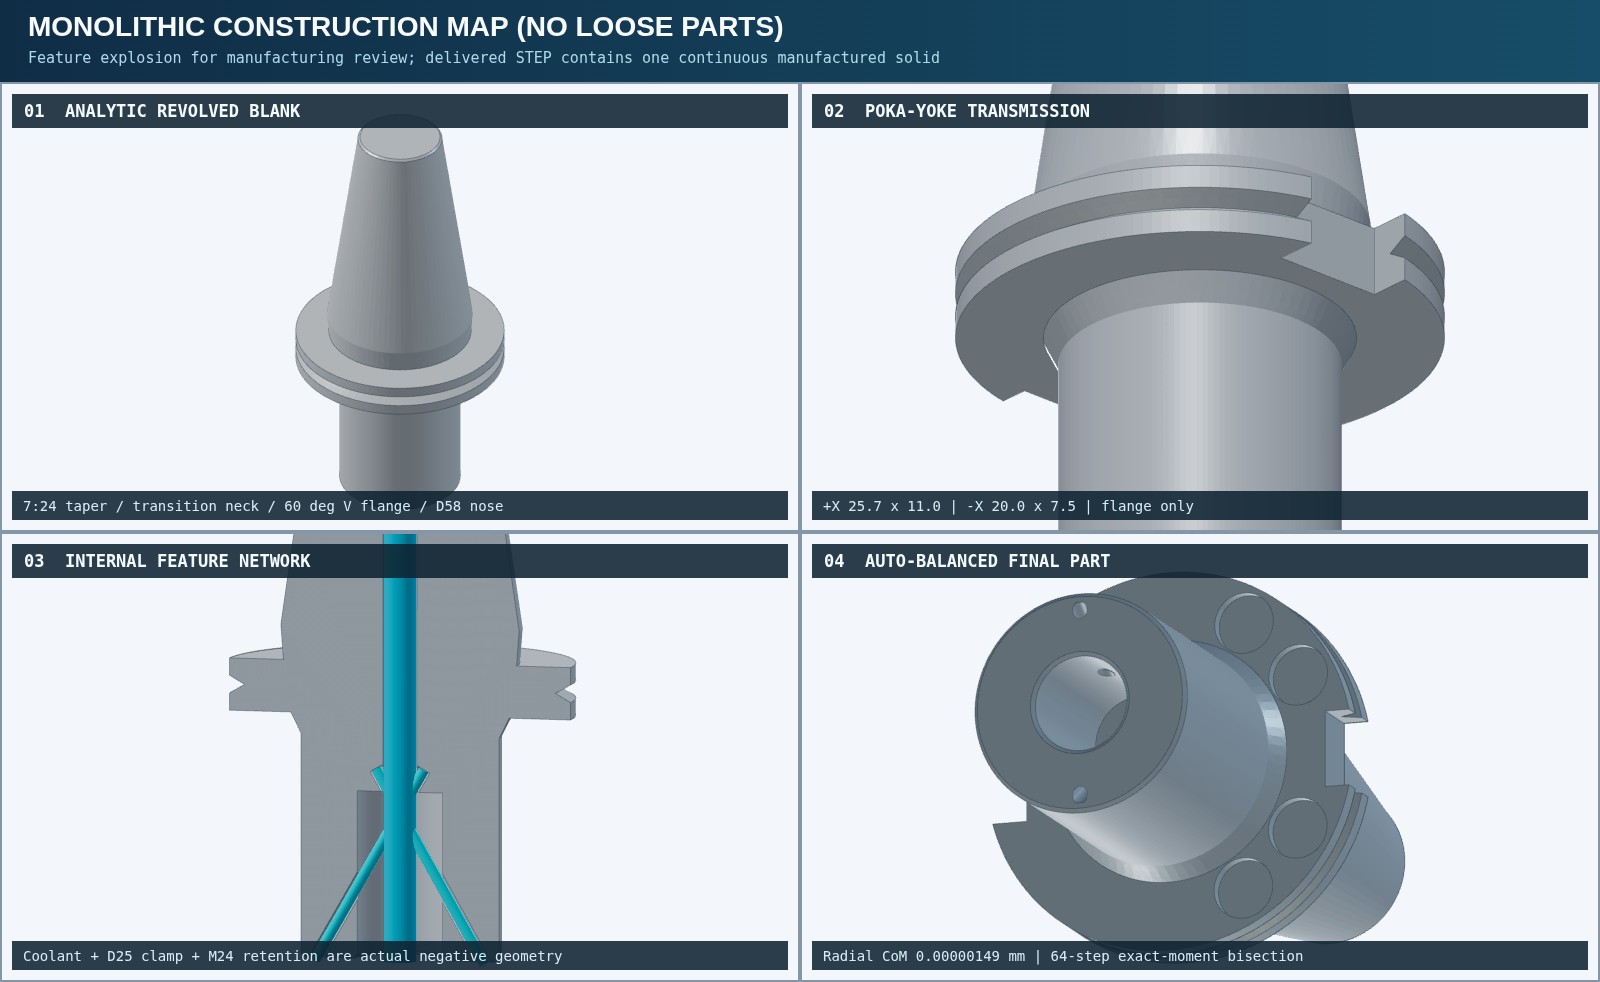 MONOLITHIC CONSTRUCTION MAP (NO LOOSE PARTS)
Feature explosion for manufacturing review; delivered STEP contains one continuous manufactured solid
01 ANALYTIC REVOLVED BLANK
7:24 taper / transition neck / 60 deg V flange / D58 nose
02 POKA-YOKE TRANSMISSION
+X 25.7 x 11.0 | -X 20.0 x 7.5 | flange only
03 INTERNAL FEATURE NETWORK
Coolant + D25 clamp + M24 retention are actual negative geometry
04 AUTO-BALANCED FINAL PART
Radial CoM 0.00000149 mm | 64-step exact-moment bisection